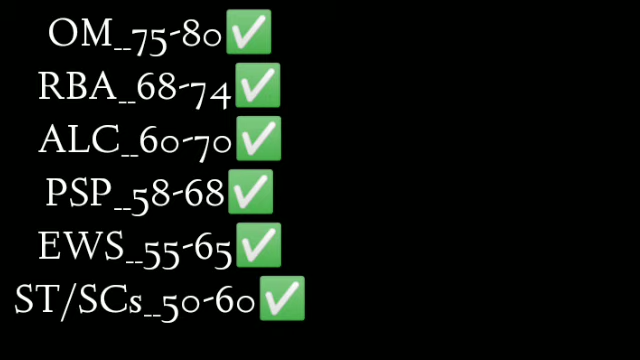 OM__75-80✅
RBA__68-74✅
ALC__60-70✅
PSP__58-68✅
EWS__55-65✅
ST/SCs__50-60✅